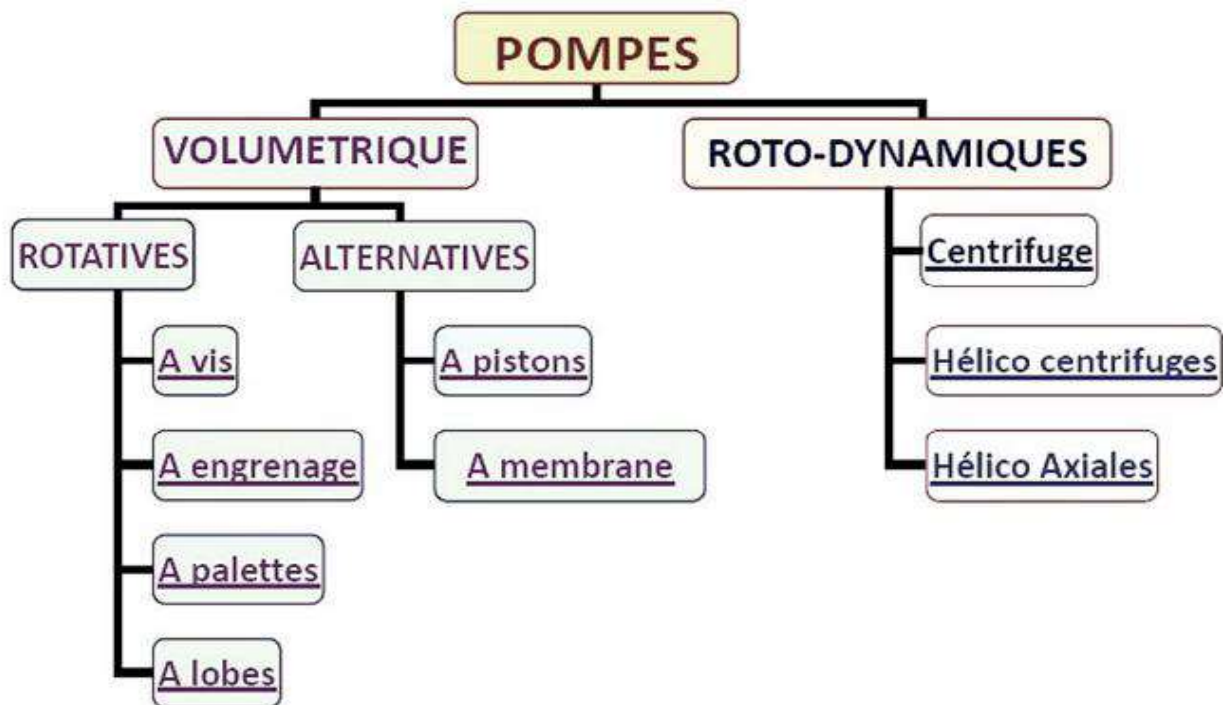 POMPES
VOLUMETRIQUE
ROTO-DYNAMIQUES
ROTATIVES
ALTERNATIVES
Centrifuge
A vis
A pistons
Hélico centrifuges
A engrenage
A membrane
Hélico Axiales
A palettes
A lobes